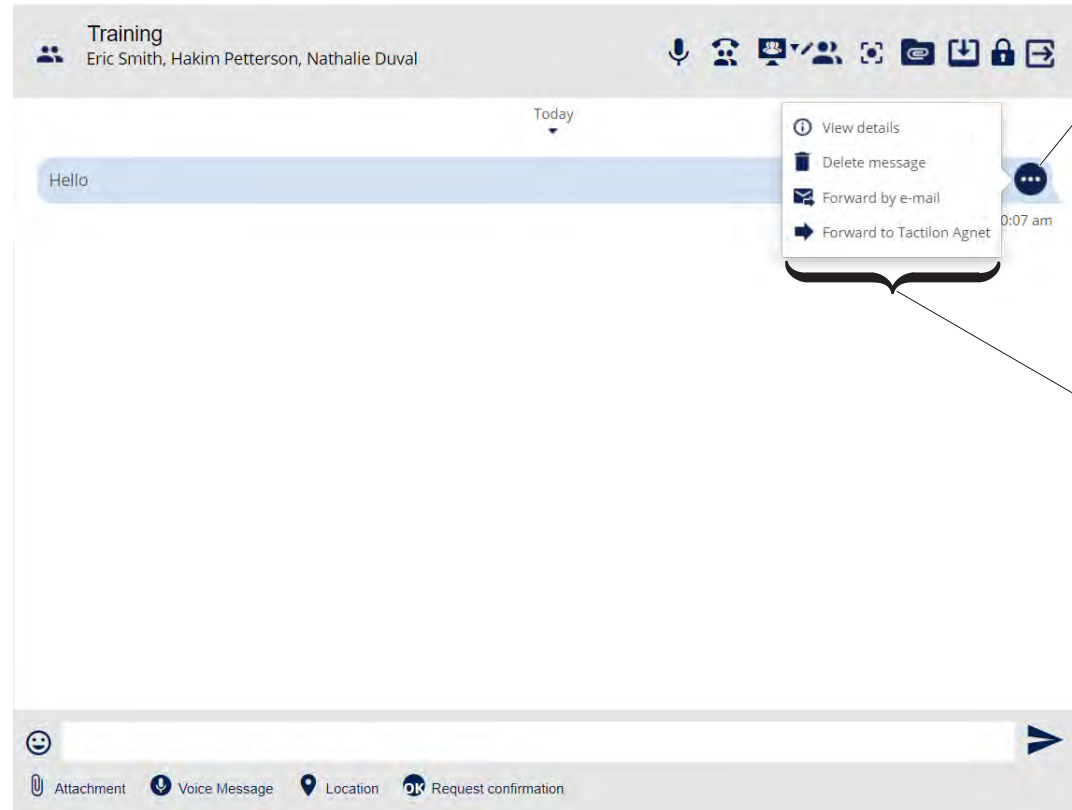 Training
Eric Smith, Hakim Petterson, Nathalie Duval
Today
View details
Hello
Delete message
Forward by e-mail
0:07 am
Forward to Tactilon Agnet
Attachment
Voice Message
Location
OK
Request confirmation